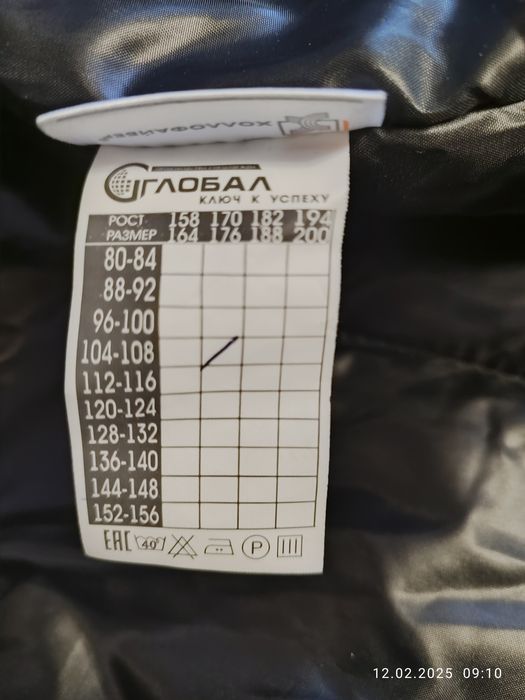 ХОЛЛОФАЙБЕР
ГЛОБАЛ
КЛЮЧ К УСПЕХУ
РОСТ 158 170 182 194
РАЗМЕР 164 176 188 200
80-84
88-92
96-100
104-108
112-116
120-124
128-132
136-140
144-148
152-156
EAC 40° P
12.02.2025 09:10